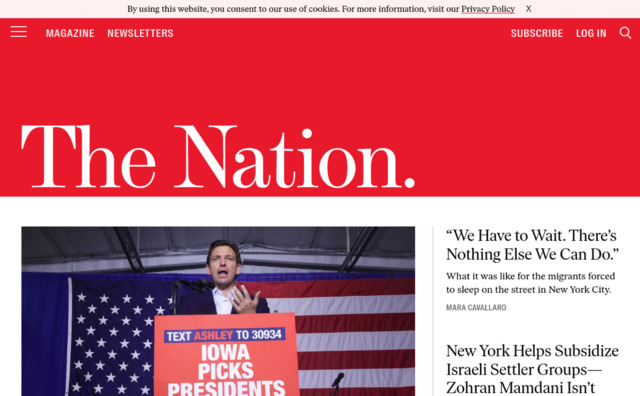 By using this website, you consent to our use of cookies. For more information, visit our Privacy Policy X
MAGAZINE NEWSLETTERS SUBSCRIBE LOG IN
The Nation.
TEXT ASHLEY TO 30934
IOWA
PICKS
PRESIDENTS
“We Have to Wait. There’s
Nothing Else We Can Do.”
What it was like for the migrants forced
to sleep on the street in New York City.
MARA CAVALLARO
New York Helps Subsidize
Israeli Settler Groups—
Zohran Mamdani Isn’t